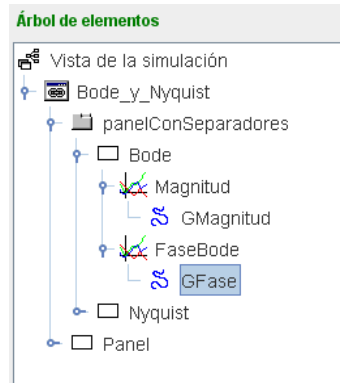 Árbol de elementos
Vista de la simulación
Bode_y_Nyquist
panelConSeparadores
Bode
Magnitud
GMagnitud
FaseBode
GFase
Nyquist
Panel